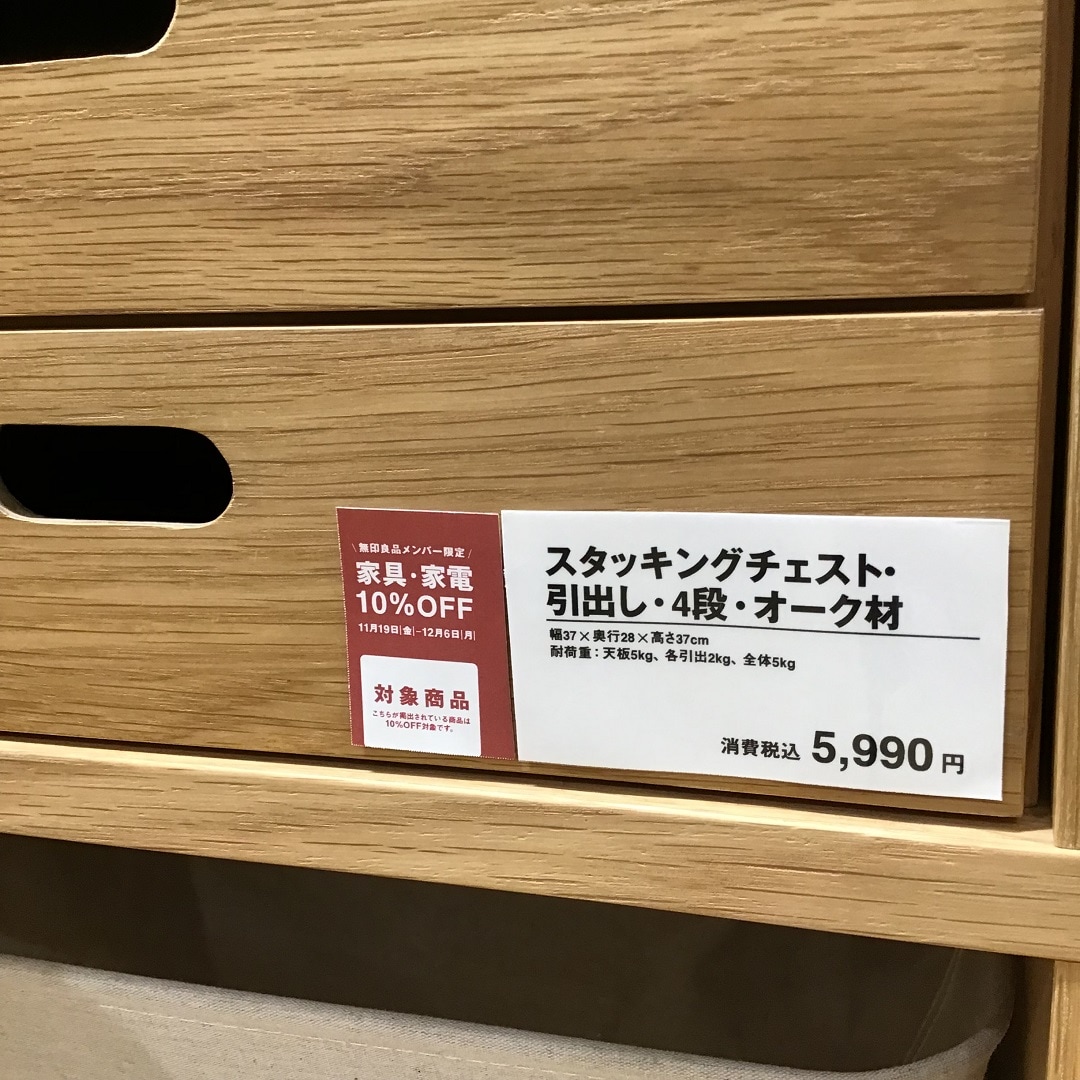 \ 無印良品メンバー限定 /
家具・家電
10%OFF
11月19日|金|-12月6日|月|
対象商品
こちらが掲出されている商品は
10%OFF対象です。
スタッキングチェスト・
引出し・4段・オーク材
幅37×奥行28×高さ37cm
耐荷重：天板5kg、各引出2kg、全体5kg
消費税込 5,990円